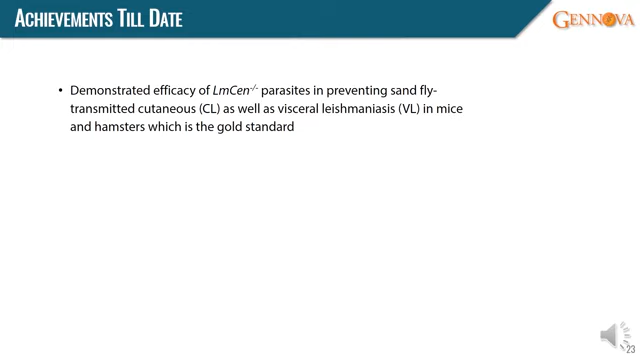 ACHIEVEMENTS TILL DATE
GENNOVA
• Demonstrated efficacy of LmCen-/- parasites in preventing sand fly-
transmitted cutaneous (CL) as well as visceral leishmaniasis (VL) in mice
and hamsters which is the gold standard
23